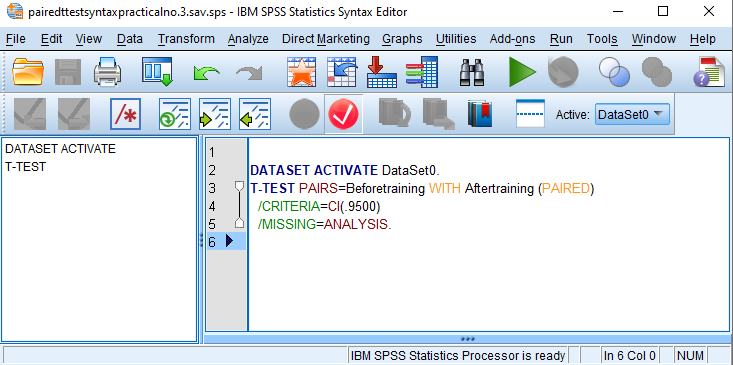 pairedttestsyntaxpracticalno.3.sav.sps - IBM SPSS Statistics Syntax Editor
File Edit View Data Transform Analyze Direct Marketing Graphs Utilities Add-ons Run Tools Window Help
Active: DataSet0
DATASET ACTIVATE
T-TEST
1
2 DATASET ACTIVATE DataSet0.
3 T-TEST PAIRS=Beforetraining WITH Aftertraining (PAIRED)
4 /CRITERIA=CI(.9500)
5 /MISSING=ANALYSIS.
6
IBM SPSS Statistics Processor is ready In 6 Col 0 NUM